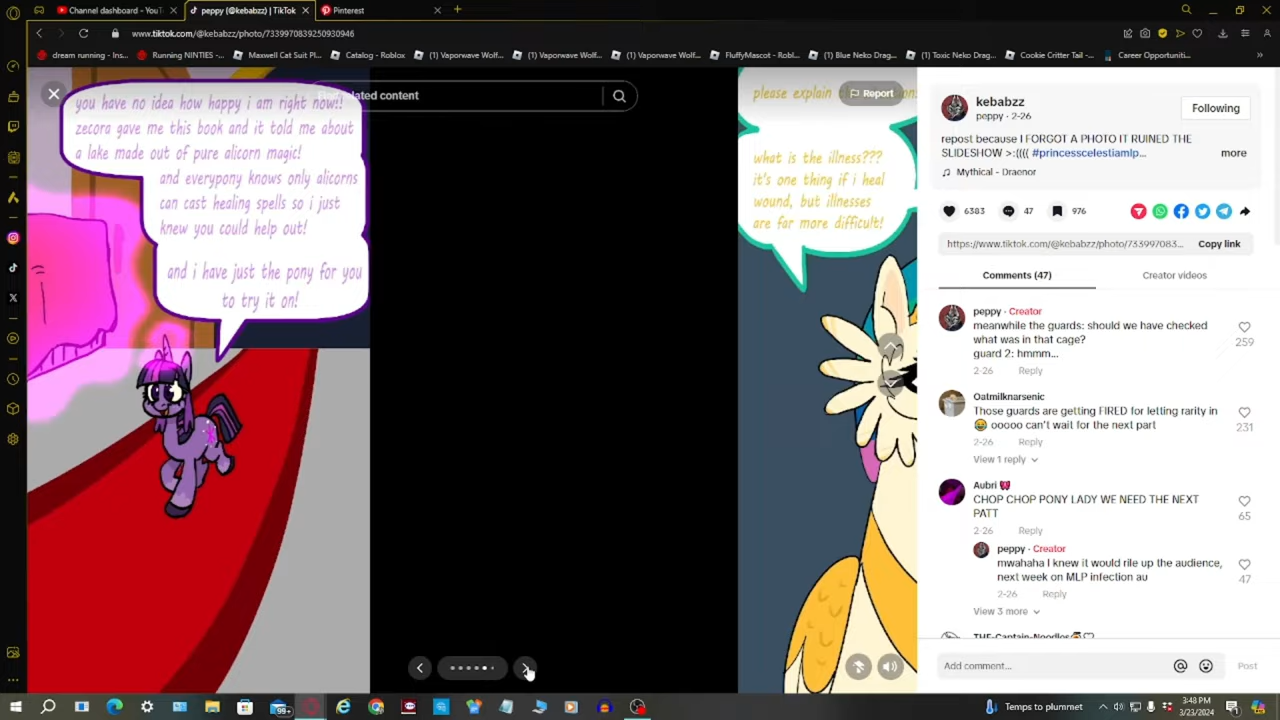 Channel dashboard - YouT
peppy (@kebabzz) | TikTok
Pinterest
www.tiktok.com/@kebabzz/photo/7339970839250930946
dream running - Ins...
Running NINTIES -...
Maxwell Cat Suit Pl...
Catalog - Roblox
(1) Vaporwave Wolf...
(1) Vaporwave Wolf...
(1) Vaporwave Wolf...
FluffyMascot - Robl...
(1) Blue Neko Drag...
(1) Toxic Neko Drag...
Cookie Critter Tail -...
Career Opportuniti...
you have no idea how happy i am right now!!
zecora gave me this book and it told me about
a lake made out of pure alicorn magic!
and everypony knows only alicorns
can cast healing spells so i just
knew you could help out!
and i have just the pony for you
to try it on!
lated content
please explain th
Report
what is the illness???
it's one thing if i heal
wound, but illnesses
are far more difficult!
kebabzz
peppy · 2-26
Following
repost because I FORGOT A PHOTO IT RUINED THE
SLIDESHOW >:(((( #princesscelestiamlp...
more
Mythical - Draenor
6383
47
976
https://www.tiktok.com/@kebabzz/photo/733997083...
Copy link
Comments (47)
Creator videos
peppy · Creator
meanwhile the guards: should we have checked
what was in that cage?
guard 2: hmmm...
259
2-26 Reply
Oatmilknarsenic
Those guards are getting FIRED for letting rarity in
😂 ooooo can't wait for the next part
231
2-26 Reply
View 1 reply
Aubri
CHOP CHOP PONY LADY WE NEED THE NEXT
PATT
65
2-26 Reply
peppy · Creator
mwahaha I knew it would rile up the audience,
next week on MLP infection au
47
2-26 Reply
View 3 more
THE-Captain-Noodles
Add comment...
Post
99+
Temps to plummet
3:48 PM
3/23/2024